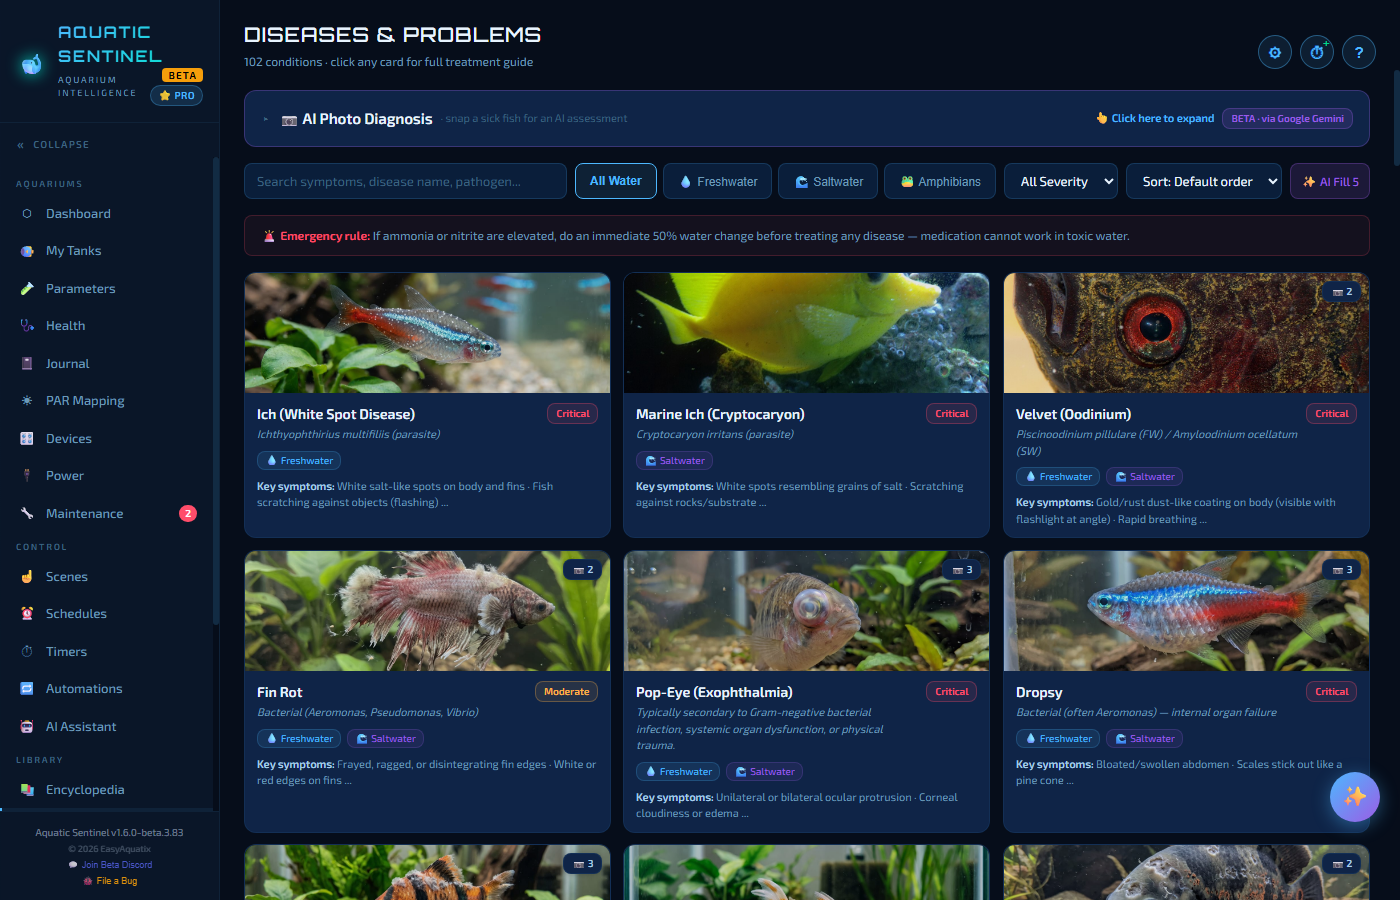 AQUATIC
SENTINEL
AQUARIUM
INTELLIGENCE
BETA
PRO
« COLLAPSE
AQUARIUMS
Dashboard
My Tanks
Parameters
Health
Journal
PAR Mapping
Devices
Power
Maintenance 2
CONTROL
Scenes
Schedules
Timers
Automations
AI Assistant
LIBRARY
Encyclopedia
Aquatic Sentinel v1.6.0-beta.3.83
© 2026 EasyAquatix
Join Beta Discord
File a Bug
DISEASES & PROBLEMS
102 conditions · click any card for full treatment guide
?
AI Photo Diagnosis · snap a sick fish for an AI assessment
Click here to expand
BETA · via Google Gemini
Search symptoms, disease name, pathogen...
All Water
Freshwater
Saltwater
Amphibians
All Severity
Sort: Default order
AI Fill 5
Emergency rule: If ammonia or nitrite are elevated, do an immediate 50% water change before treating any disease — medication cannot work in toxic water.
Ich (White Spot Disease)
Critical
Ichthyophthirius multifiliis (parasite)
Freshwater
Key symptoms: White salt-like spots on body and fins · Fish
scratching against objects (flashing) ...
Marine Ich (Cryptocaryon)
Critical
Cryptocaryon irritans (parasite)
Saltwater
Key symptoms: White spots resembling grains of salt · Scratching
against rocks/substrate ...
2
Velvet (Oodinium)
Critical
Piscinoodinium pillulare (FW) / Amyloodinium ocellatum
(SW)
Freshwater
Saltwater
Key symptoms: Gold/rust dust-like coating on body (visible with
flashlight at angle) · Rapid breathing ...
2
Fin Rot
Moderate
Bacterial (Aeromonas, Pseudomonas, Vibrio)
Freshwater
Saltwater
Key symptoms: Frayed, ragged, or disintegrating fin edges · White or
red edges on fins ...
3
Pop-Eye (Exophthalmia)
Critical
Typically secondary to Gram-negative bacterial
infection, systemic organ dysfunction, or physical
trauma.
Freshwater
Saltwater
Key symptoms: Unilateral or bilateral ocular protrusion · Corneal
cloudiness or edema ...
3
Dropsy
Critical
Bacterial (often Aeromonas) — internal organ failure
Freshwater
Saltwater
Key symptoms: Bloated/swollen abdomen · Scales stick out like a
pine cone ...
3
2